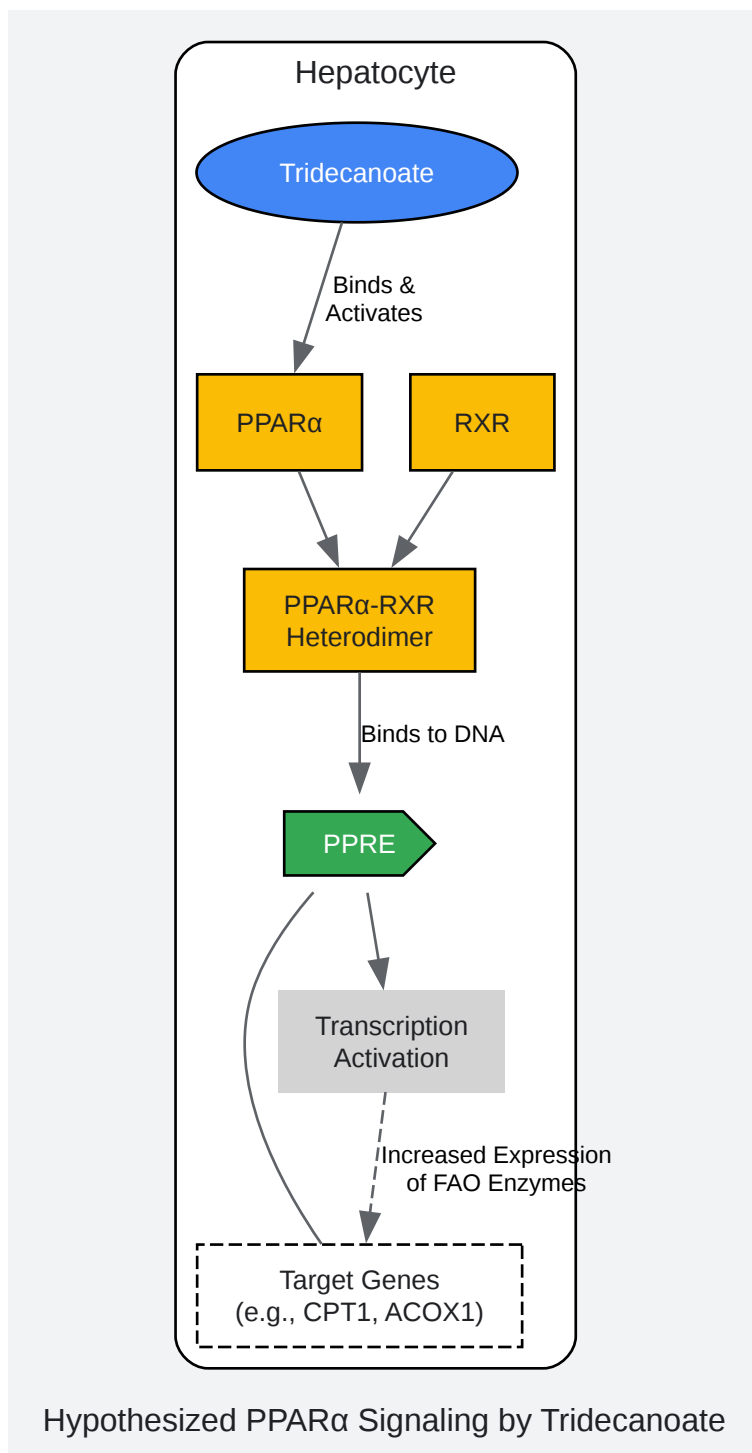 Hepatocyte
Tridecanoate
Binds &
Activates
PPARα
RXR
PPARα-RXR
Heterodimer
Binds to DNA
PPRE
Transcription
Activation
Increased Expression
of FAO Enzymes
Target Genes
(e.g., CPT1, ACOX1)
Hypothesized PPARα Signaling by Tridecanoate